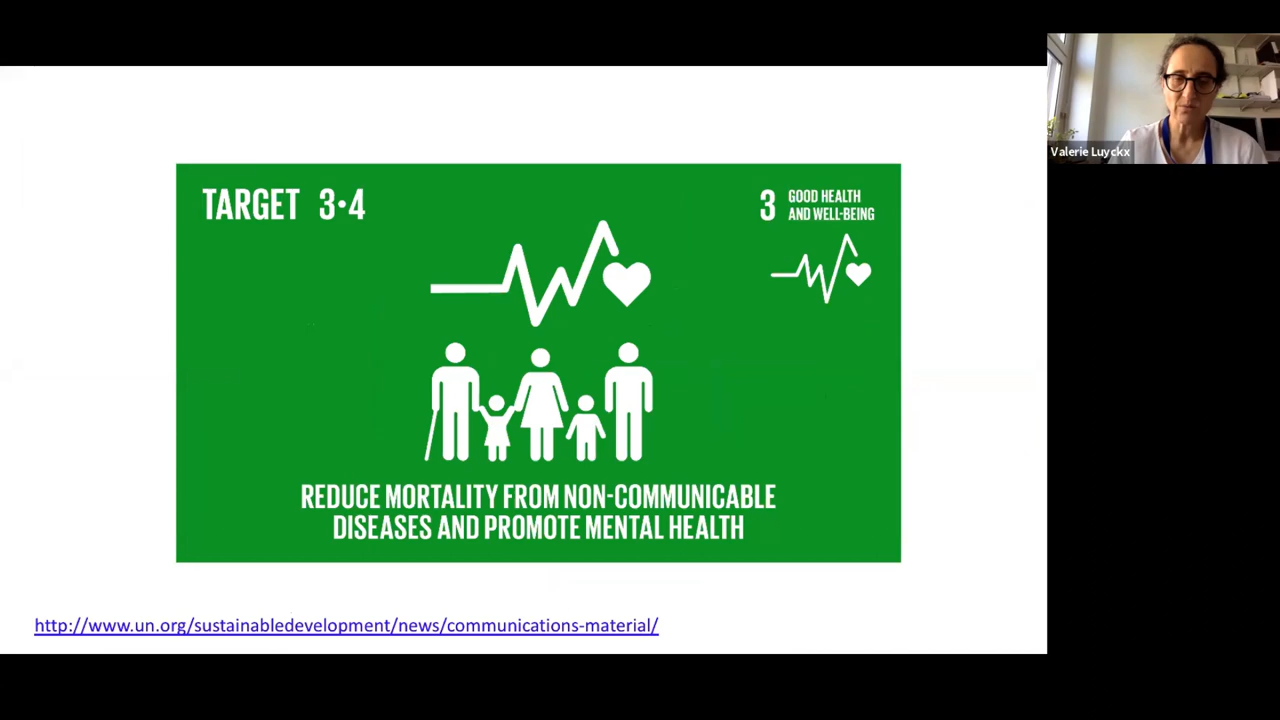 TARGET 3·4
3 GOOD HEALTH
AND WELL-BEING
REDUCE MORTALITY FROM NON-COMMUNICABLE
DISEASES AND PROMOTE MENTAL HEALTH
http://www.un.org/sustainabledevelopment/news/communications-material/
Valerie Luyckx